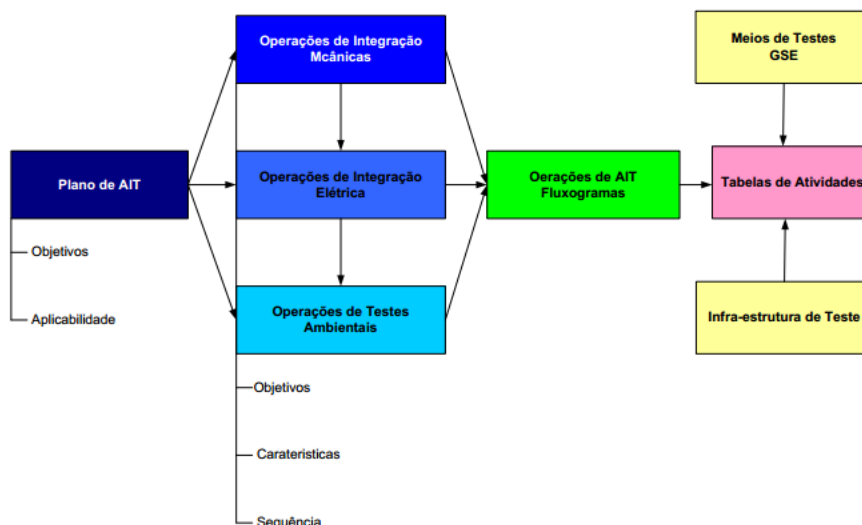 Operações de Integração
Mcânicas
Meios de Testes
GSE
Plano de AIT
Operações de Integração
Elétrica
Oerações de AIT
Fluxogramas
Tabelas de Atividades
Objetivos
Aplicabilidade
Operações de Testes
Ambientais
Infra-estrutura de Teste
Objetivos
Carateristicas
Sequência